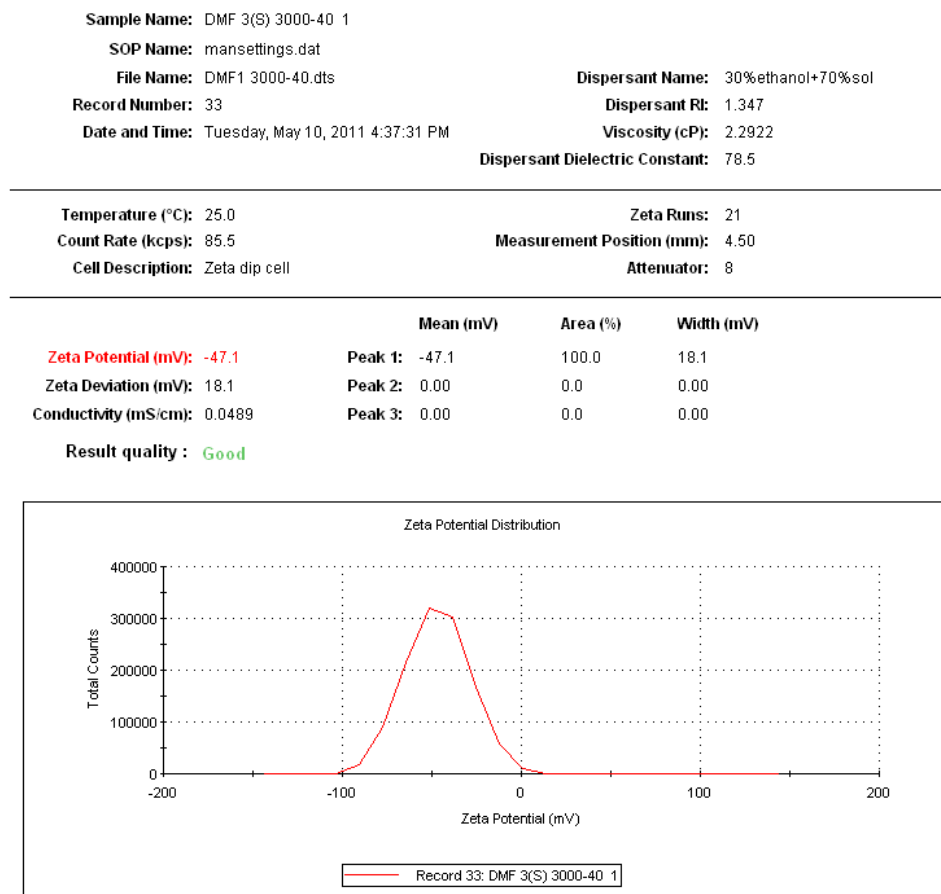 Sample Name: DMF 3(S) 3000-40 1
SOP Name: mansettings.dat
File Name: DMF1 3000-40.dts Dispersant Name: 30%ethanol+70%sol
Record Number: 33 Dispersant RI: 1.347
Date and Time: Tuesday, May 10, 2011 4:37:31 PM Viscosity (cP): 2.2922
Dispersant Dielectric Constant: 78.5
Temperature (°C): 25.0 Zeta Runs: 21
Count Rate (kcps): 85.5 Measurement Position (mm): 4.50
Cell Description: Zeta dip cell Attenuator: 8
Mean (mV) Area (%) Width (mV)
Zeta Potential (mV): -47.1 Peak 1: -47.1 100.0 18.1
Zeta Deviation (mV): 18.1 Peak 2: 0.00 0.0 0.00
Conductivity (mS/cm): 0.0489 Peak 3: 0.00 0.0 0.00
Result quality : Good
Zeta Potential Distribution
400000
300000
200000
100000
0
Total Counts
-200 -100 0 100 200
Zeta Potential (mV)
Record 33: DMF 3(S) 3000-40 1